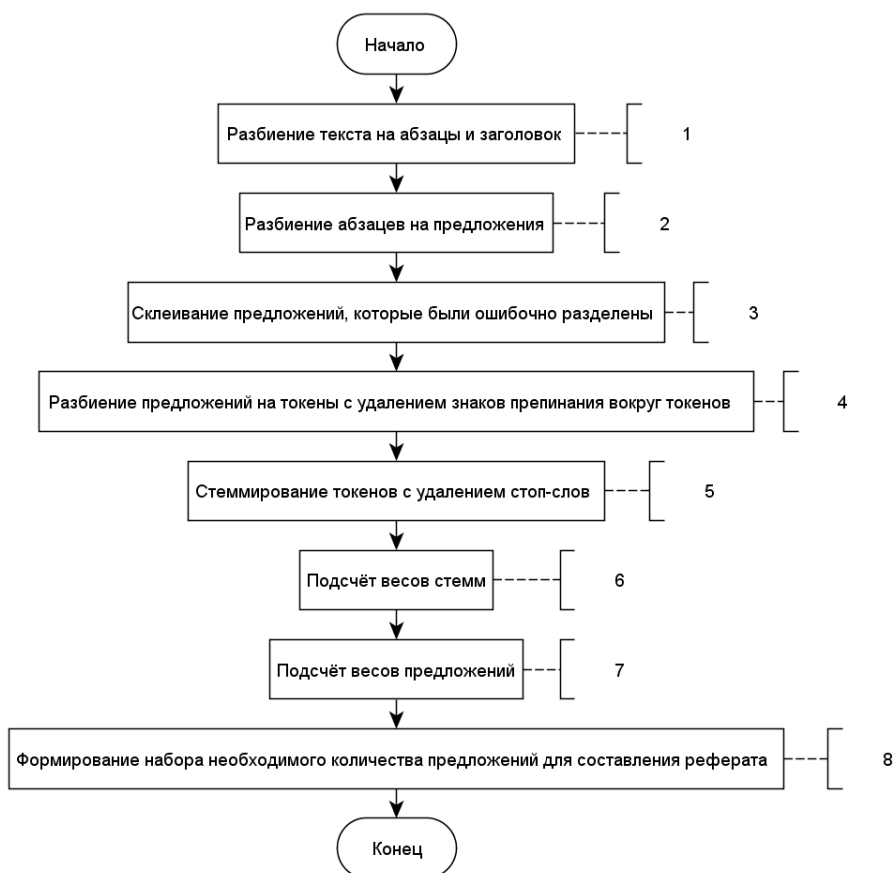 Начало
Разбиение текста на абзацы и заголовок
1
Разбиение абзацев на предложения
2
Склеивание предложений, которые были ошибочно разделены
3
Разбиение предложений на токены с удалением знаков препинания вокруг токенов
4
Стеммирование токенов с удалением стоп-слов
5
Подсчёт весов стемм
6
Подсчёт весов предложений
7
Формирование набора необходимого количества предложений для составления реферата
8
Конец